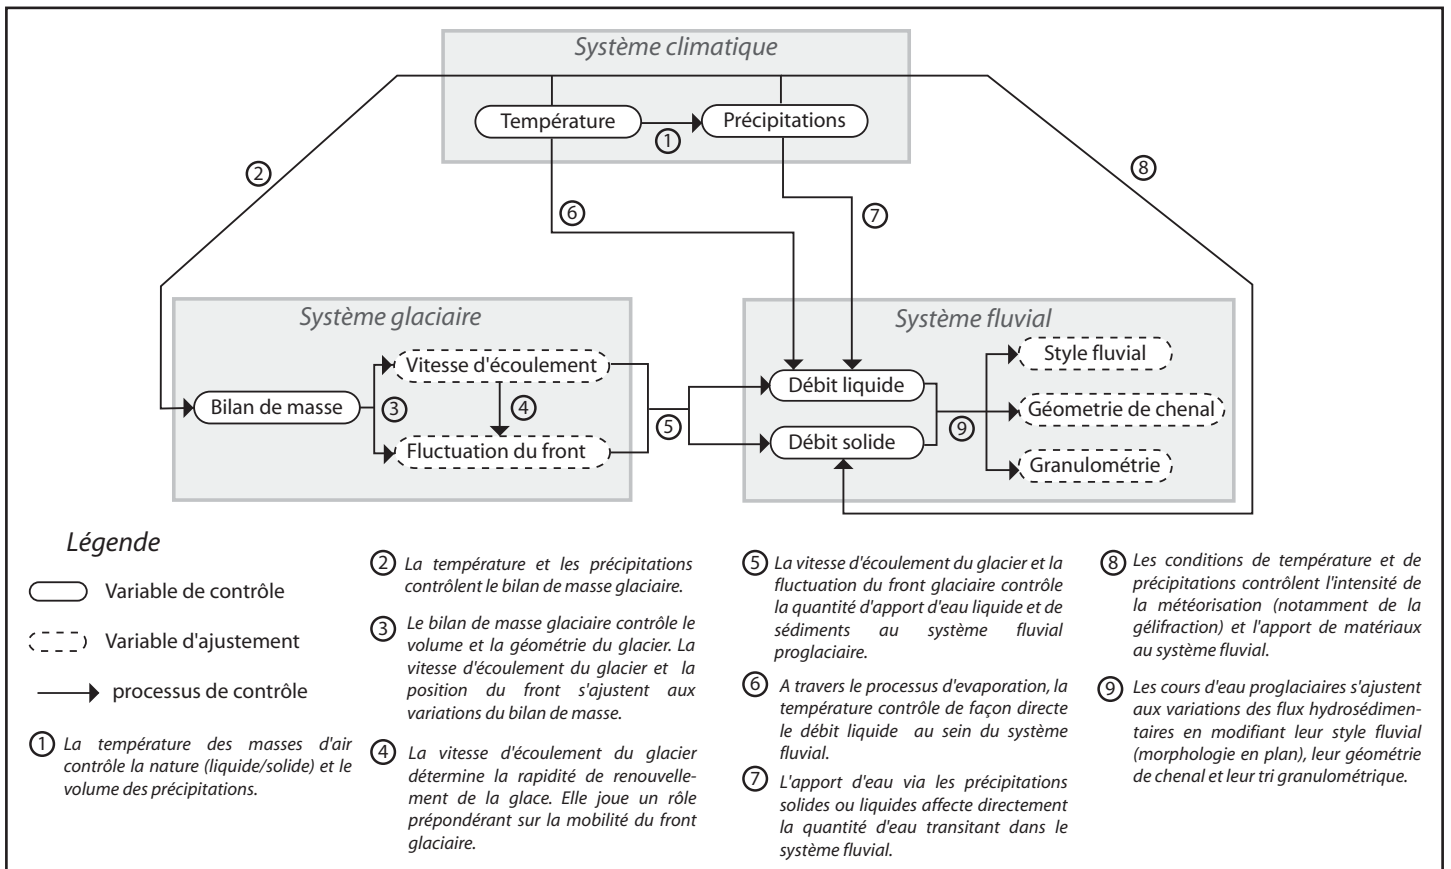 Système climatique
Température
Précipitations
1
2
8
6
7
Système glaciaire
Système fluvial
Vitesse d'écoulement
Style fluvial
Bilan de masse
3
4
5
Débit liquide
Géometrie de chenal
9
Fluctuation du front
Débit solide
Granulométrie
Légende
Variable de contrôle
Variable d'ajustement
processus de contrôle
1 La température des masses d'air
contrôle la nature (liquide/solide) et le
volume des précipitations.
2 La température et les précipitations
contrôlent le bilan de masse glaciaire.
3 Le bilan de masse glaciaire contrôle le
volume et la géométrie du glacier. La
vitesse d'écoulement du glacier et la
position du front s'ajustent aux
variations du bilan de masse.
4 La vitesse d'écoulement du glacier
détermine la rapidité de renouvelle-
ment de la glace. Elle joue un rôle
prépondérant sur la mobilité du front
glaciaire.
5 La vitesse d'écoulement du glacier et la
fluctuation du front glaciaire contrôle
la quantité d'apport d'eau liquide et de
sédiments au système fluvial
proglaciaire.
6 A travers le processus d'evaporation, la
température contrôle de façon directe
le débit liquide au sein du système
fluvial.
7 L'apport d'eau via les précipitations
solides ou liquides affecte directement
la quantité d'eau transitant dans le
système fluvial.
8 Les conditions de température et de
précipitations contrôlent l'intensité de
la météorisation (notamment de la
gélifraction) et l'apport de matériaux
au système fluvial.
9 Les cours d'eau proglaciaires s'ajustent
aux variations des flux hydrosédimen-
taires en modifiant leur style fluvial
(morphologie en plan), leur géométrie
de chenal et leur tri granulométrique.